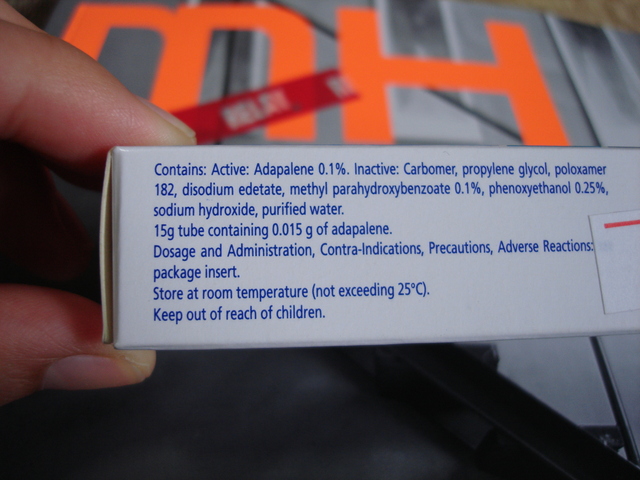 mH
Contains: Active: Adapalene 0.1%. Inactive: Carbomer, propylene glycol, poloxamer
182, disodium edetate, methyl parahydroxybenzoate 0.1%, phenoxyethanol 0.25%,
sodium hydroxide, purified water.
15g tube containing 0.015 g of adapalene.
Dosage and Administration, Contra-Indications, Precautions, Adverse Reactions:
package insert.
Store at room temperature (not exceeding 25°C).
Keep out of reach of children.